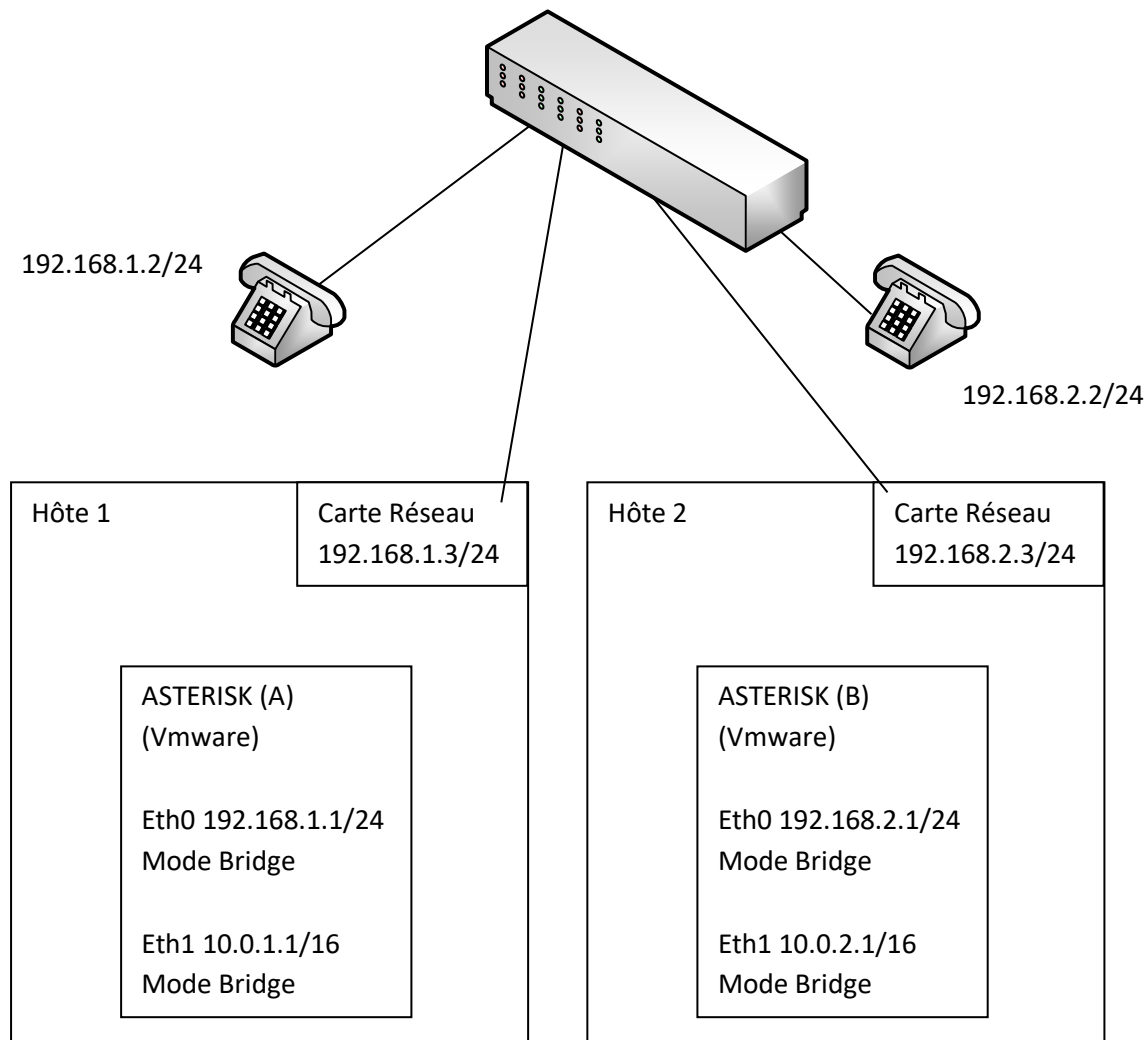 192.168.1.2/24
192.168.2.2/24
Hôte 1
Carte Réseau
192.168.1.3/24
ASTERISK (A)
(Vmware)
Eth0 192.168.1.1/24
Mode Bridge
Eth1 10.0.1.1/16
Mode Bridge
Hôte 2
Carte Réseau
192.168.2.3/24
ASTERISK (B)
(Vmware)
Eth0 192.168.2.1/24
Mode Bridge
Eth1 10.0.2.1/16
Mode Bridge